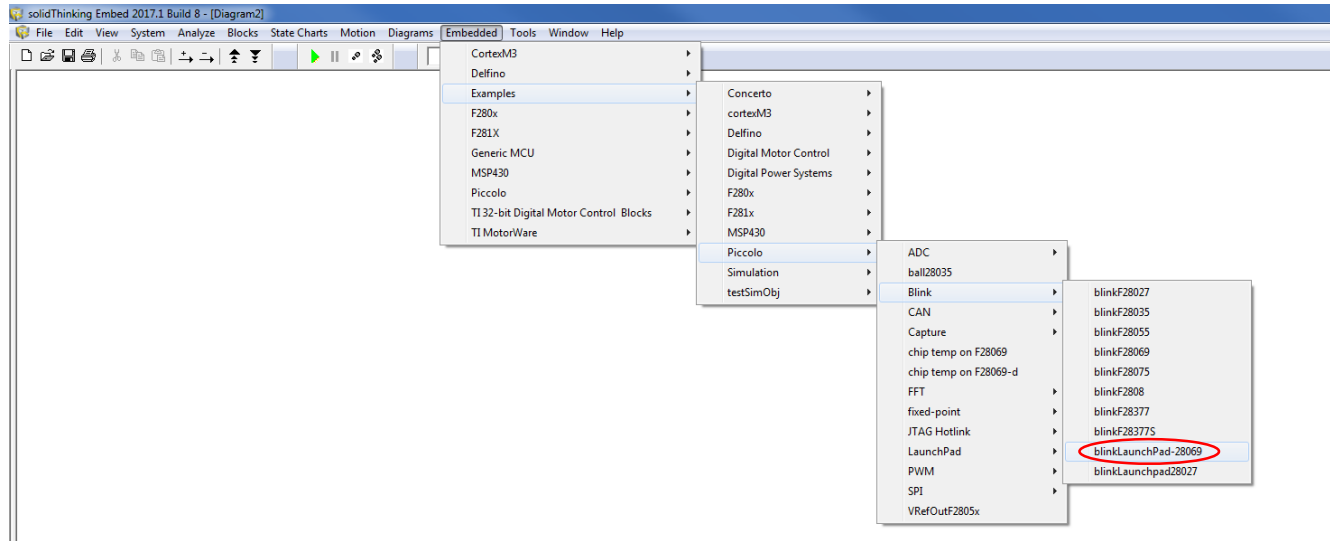 solidThinking Embed 2017.1 Build 8 - [Diagram2]
File Edit View System Analyze Blocks State Charts Motion Diagrams Embedded Tools Window Help
CortexM3
Delfino
Examples
F280x
F281X
Generic MCU
MSP430
Piccolo
TI 32-bit Digital Motor Control Blocks
TI MotorWare
Concerto
cortexM3
Delfino
Digital Motor Control
Digital Power Systems
F280x
F281x
MSP430
Piccolo
Simulation
testSimObj
ADC
ball28035
Blink
CAN
Capture
chip temp on F28069
chip temp on F28069-d
FFT
fixed-point
JTAG Hotlink
LaunchPad
PWM
SPI
VRefOutF2805x
blinkF28027
blinkF28035
blinkF28055
blinkF28069
blinkF28075
blinkF2808
blinkF28377
blinkF28377S
blinkLaunchPad-28069
blinkLaunchpad28027